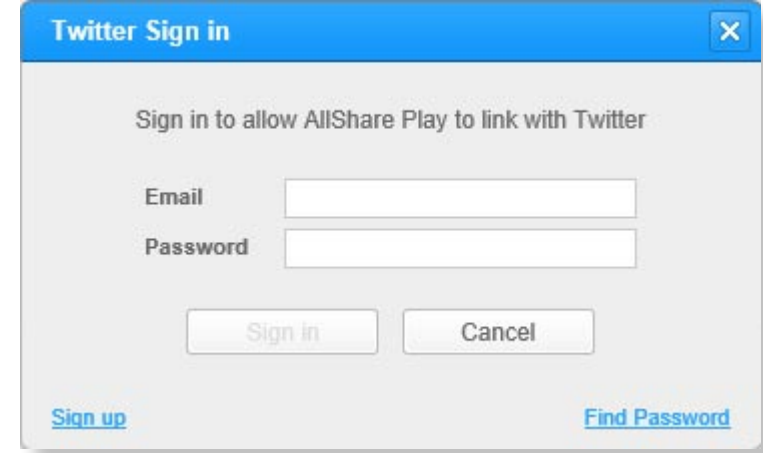 Twitter Sign in
Sign in to allow AllShare Play to link with Twitter
Email
Password
Sign in Cancel
Sign up Find Password